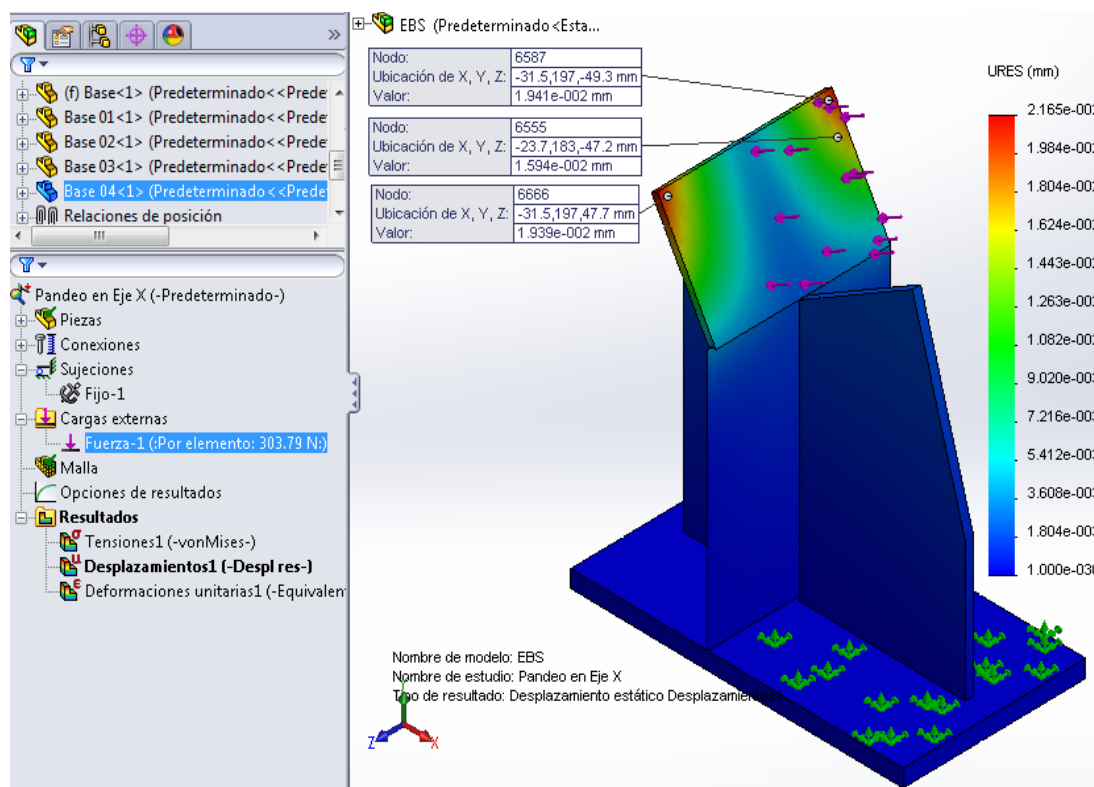 EBS (Predeterminado<Esta...
Nodo: 6587
Ubicación de X, Y, Z: -31.5,197,-49.3 mm
Valor: 1.941e-002 mm
Nodo: 6555
Ubicación de X, Y, Z: -23.7,183,-47.2 mm
Valor: 1.594e-002 mm
Nodo: 6666
Ubicación de X, Y, Z: -31.5,197,47.7 mm
Valor: 1.939e-002 mm
(f) Base<1> (Predeterminado<<Prede
Base 01<1> (Predeterminado<<Prede
Base 02<1> (Predeterminado<<Prede
Base 03<1> (Predeterminado<<Prede
Base 04<1> (Predeterminado<<Prede
Relaciones de posición
Pandeo en Eje X (-Predeterminado-)
Piezas
Conexiones
Sujeciones
Fijo-1
Cargas externas
Fuerza-1 (:Por elemento: 303.79 N:)
Malla
Opciones de resultados
Resultados
Tensiones1 (-vonMises-)
Desplazamientos1 (-Despl res-)
Deformaciones unitarias1 (-Equivalen
URES (mm)
2.165e-002
1.984e-002
1.804e-002
1.624e-002
1.443e-002
1.263e-002
1.082e-002
9.020e-003
7.216e-003
5.412e-003
3.608e-003
1.804e-003
1.000e-030
Nombre de modelo: EBS
Nombre de estudio: Pandeo en Eje X
Tipo de resultado: Desplazamiento estático Desplazamientos1
Y
Z
X